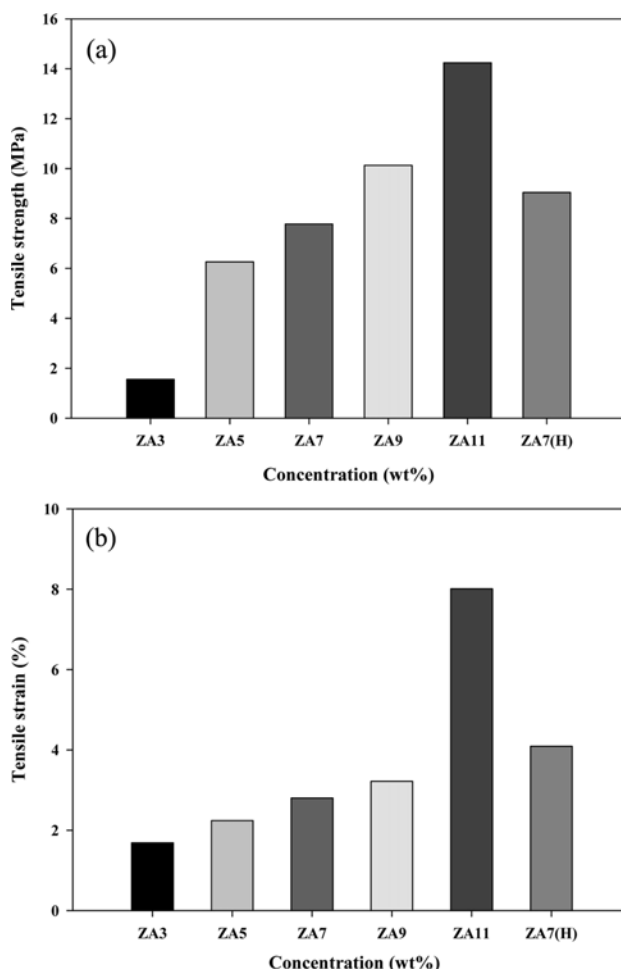 (a)
Tensile strength (MPa)
16
14
12
10
8
6
4
2
0
ZA3 ZA5 ZA7 ZA9 ZA11 ZA7(H)
Concentration (wt%)
(b)
Tensile strain (%)
10
8
6
4
2
0
ZA3 ZA5 ZA7 ZA9 ZA11 ZA7(H)
Concentration (wt%)